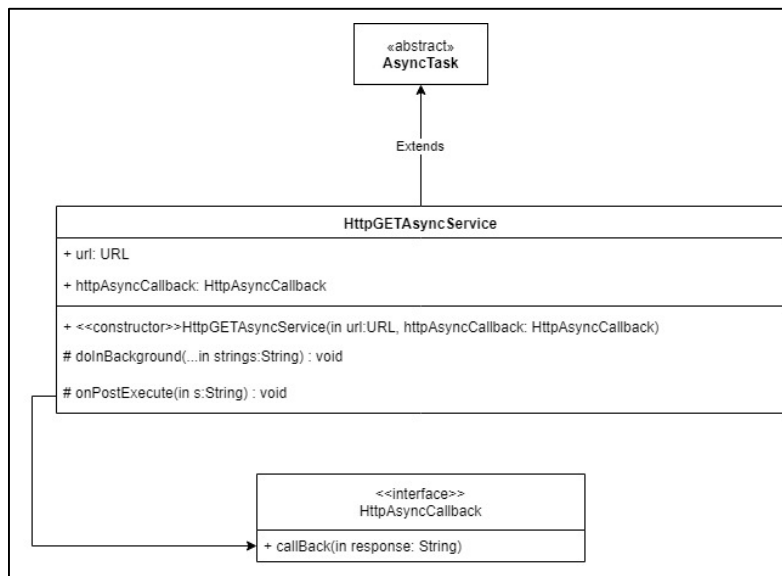 «abstract»
AsyncTask
Extends
HttpGETAsyncService
+ url: URL
+ httpAsyncCallback: HttpAsyncCallback
+ <<constructor>>HttpGETAsyncService(in url:URL, httpAsyncCallback: HttpAsyncCallback)
# doInBackground(...in strings:String) : void
# onPostExecute(in s:String) : void
<<interface>>
HttpAsyncCallback
+ callBack(in response: String)